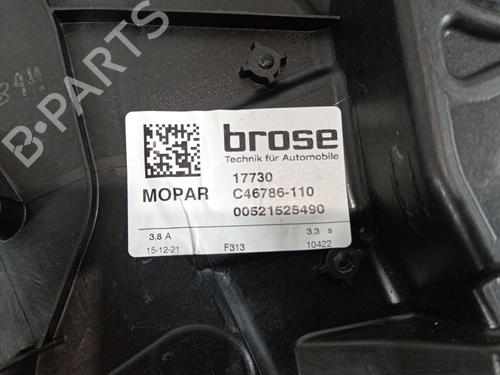 B-PARTS
brose
Technik für Automobile
17730
MOPAR C46786-110
00521525490
3.8 A 3.3 s
15-12-21 F313 10422